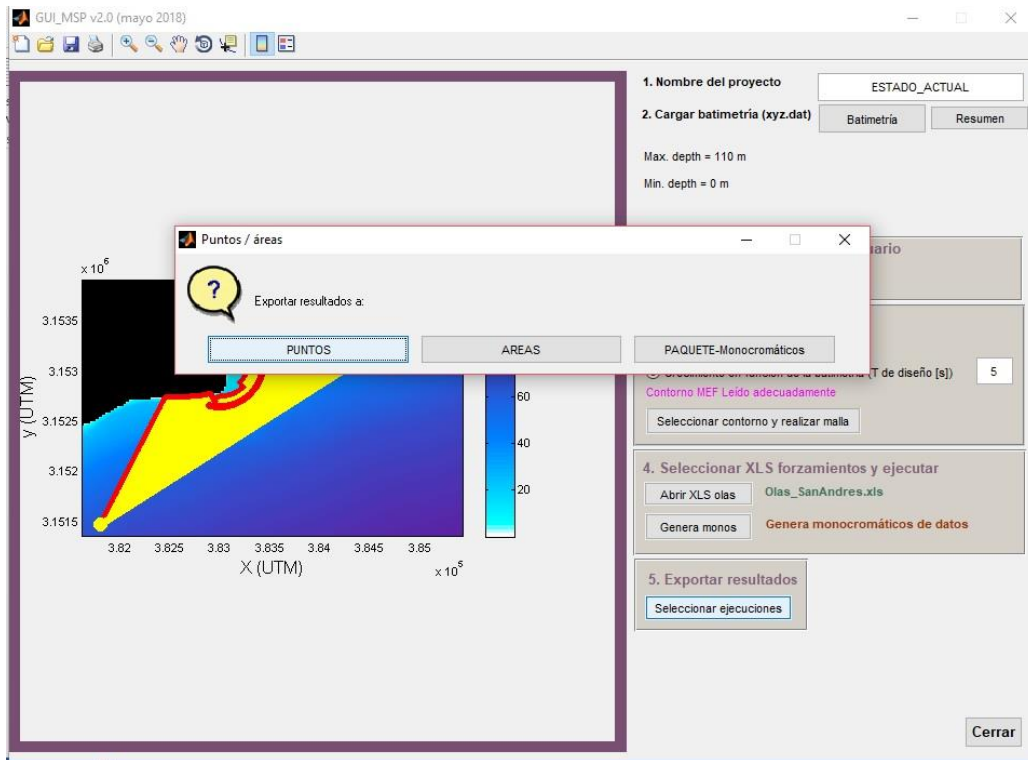 GUI_MSP v2.0 (mayo 2018)
1. Nombre del proyecto
ESTADO_ACTUAL
2. Cargar batimetría (xyz.dat)
Batimetría
Resumen
Max. depth = 110 m
Min. depth = 0 m
Puntos / áreas
Exportar resultados a:
PUNTOS
AREAS
PAQUETE-Monocromáticos
(T de diseño [s])
5
Contorno MEF Leído adecuadamente
Seleccionar contorno y realizar malla
4. Seleccionar XLS forzamientos y ejecutar
Abrir XLS olas
Olas_SanAndres.xls
Genera monos
Genera monocromáticos de datos
5. Exportar resultados
Seleccionar ejecuciones
Cerrar
x 10^6
3.1535
3.153
3.1525
3.152
3.1515
y (UTM)
3.82 3.825 3.83 3.835 3.84 3.845 3.85
X (UTM)
x 10^5
60
40
20